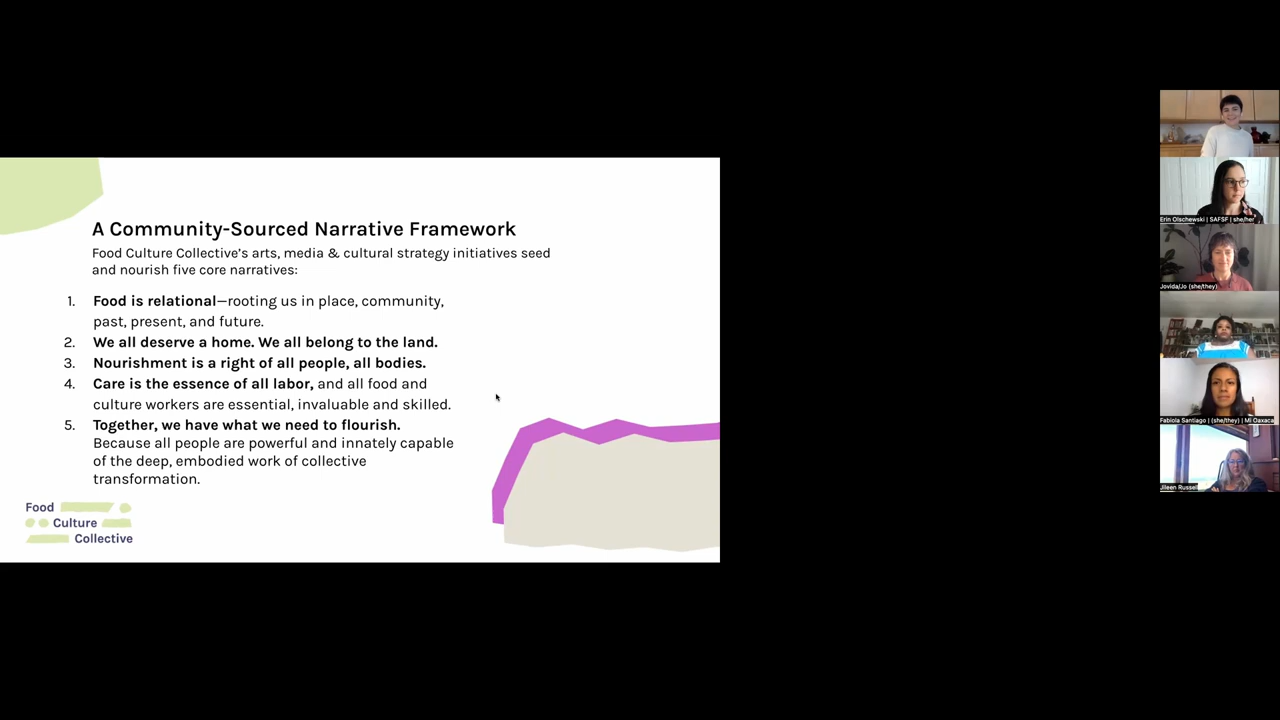 A Community-Sourced Narrative Framework
Food Culture Collective’s arts, media & cultural strategy initiatives seed
and nourish five core narratives:
1. Food is relational—rooting us in place, community,
past, present, and future.
2. We all deserve a home. We all belong to the land.
3. Nourishment is a right of all people, all bodies.
4. Care is the essence of all labor, and all food and
culture workers are essential, invaluable and skilled.
5. Together, we have what we need to flourish.
Because all people are powerful and innately capable
of the deep, embodied work of collective
transformation.
Food
Culture
Collective
Erin Olschewski | SAFSF | she/her
Jovida/Jo (she/they)
Fabiola Santiago | (she/they) | Mi Oaxaca
Jileen Russell